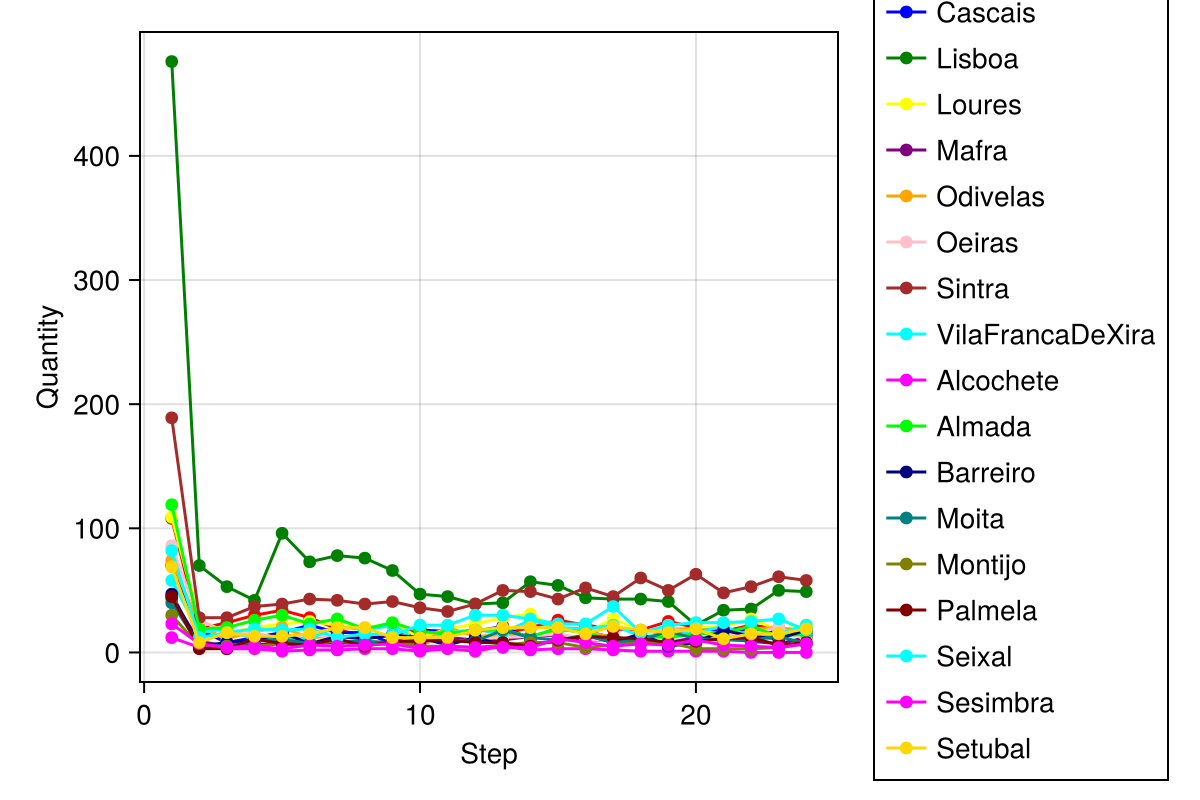 Quantity
400
300
200
100
0
0
10
20
Step
Cascais
Lisboa
Loures
Mafra
Odivelas
Oeiras
Sintra
VilaFrancaDeXira
Alcochete
Almada
Barreiro
Moita
Montijo
Palmela
Seixal
Sesimbra
Setubal